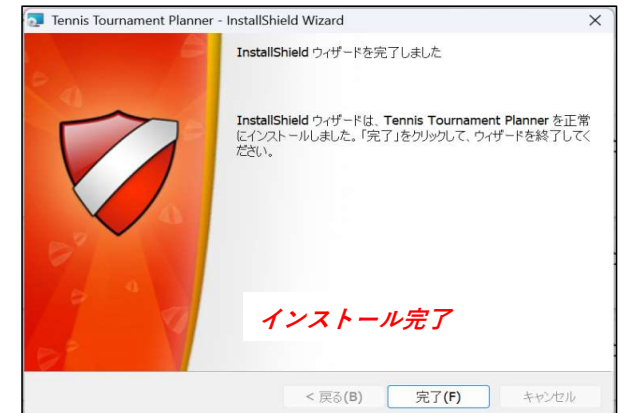 Tennis Tournament Planner - InstallShield Wizard
InstallShield ウィザードを完了しました
InstallShield ウィザードは、Tennis Tournament Planner を正常
にインストールしました。「完了」をクリックして、ウィザードを終了してく
ださい。
インストール完了
< 戻る(B)
完了(F)
キャンセル